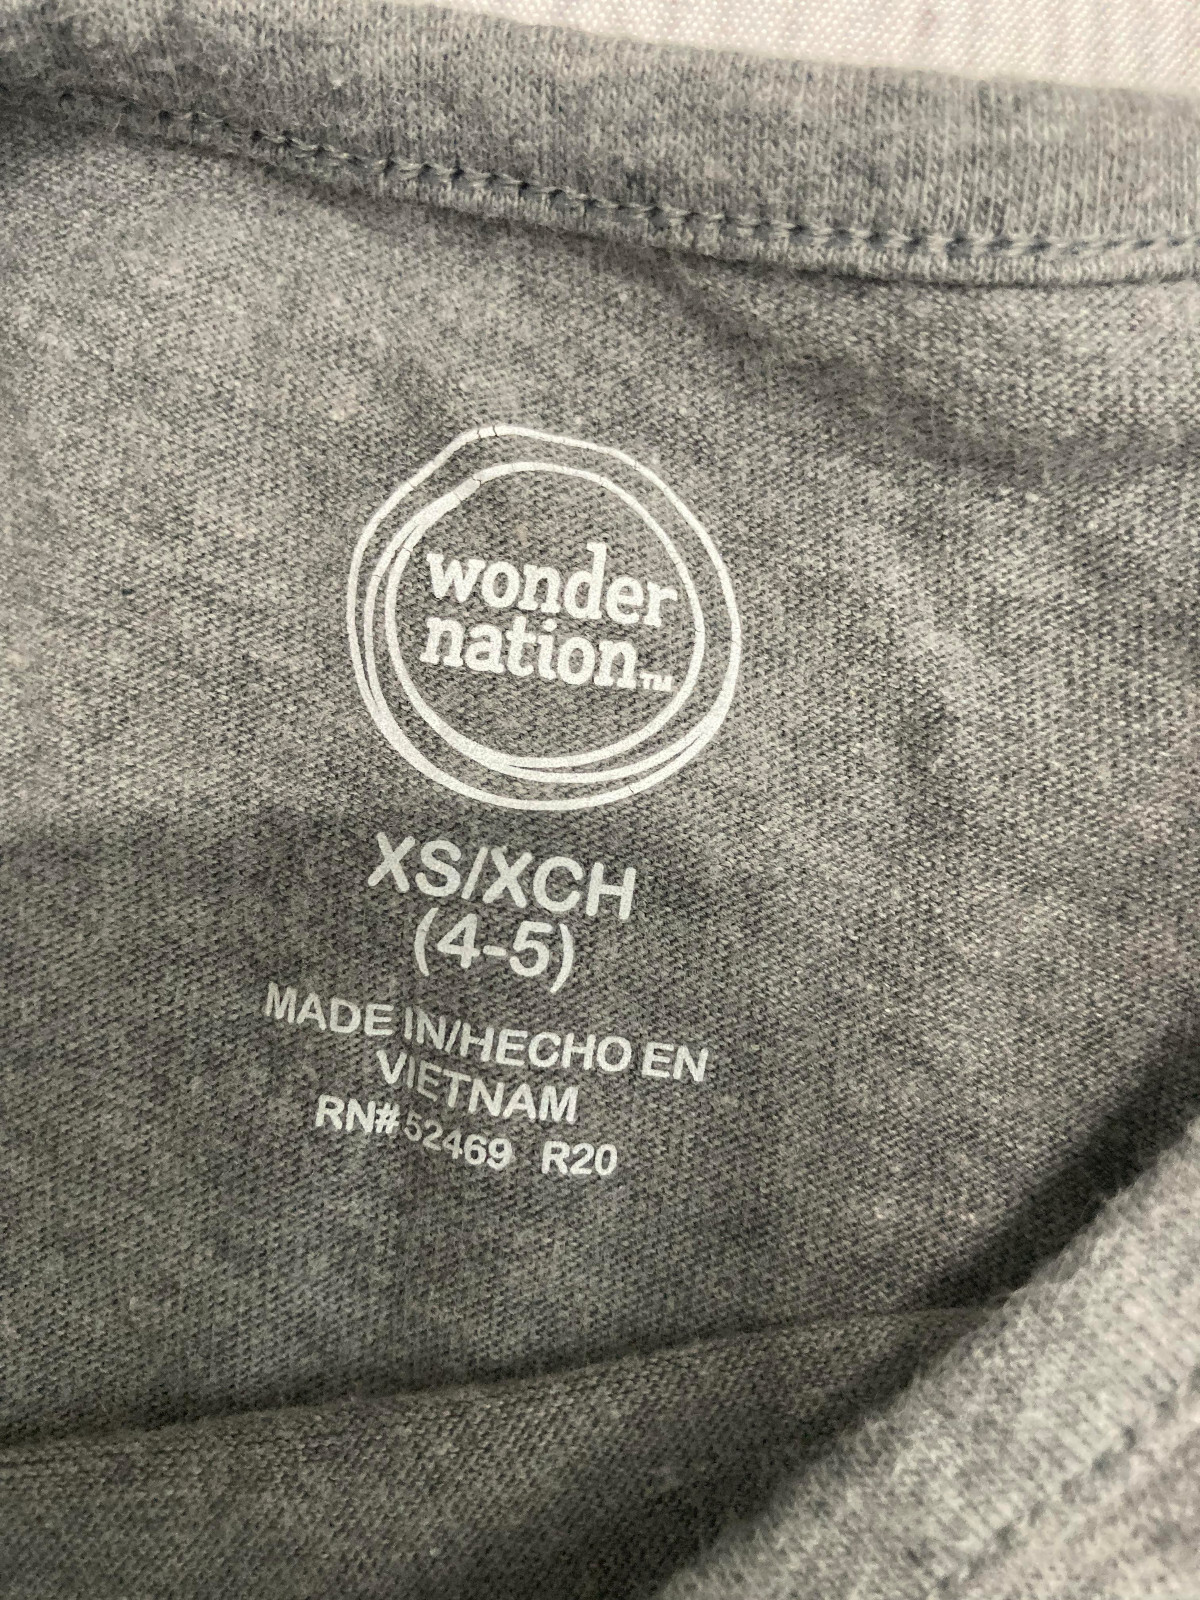 wonder
nation™
XS/XCH
(4-5)
MADE IN/HECHO EN
VIETNAM
RN# 52469 R20